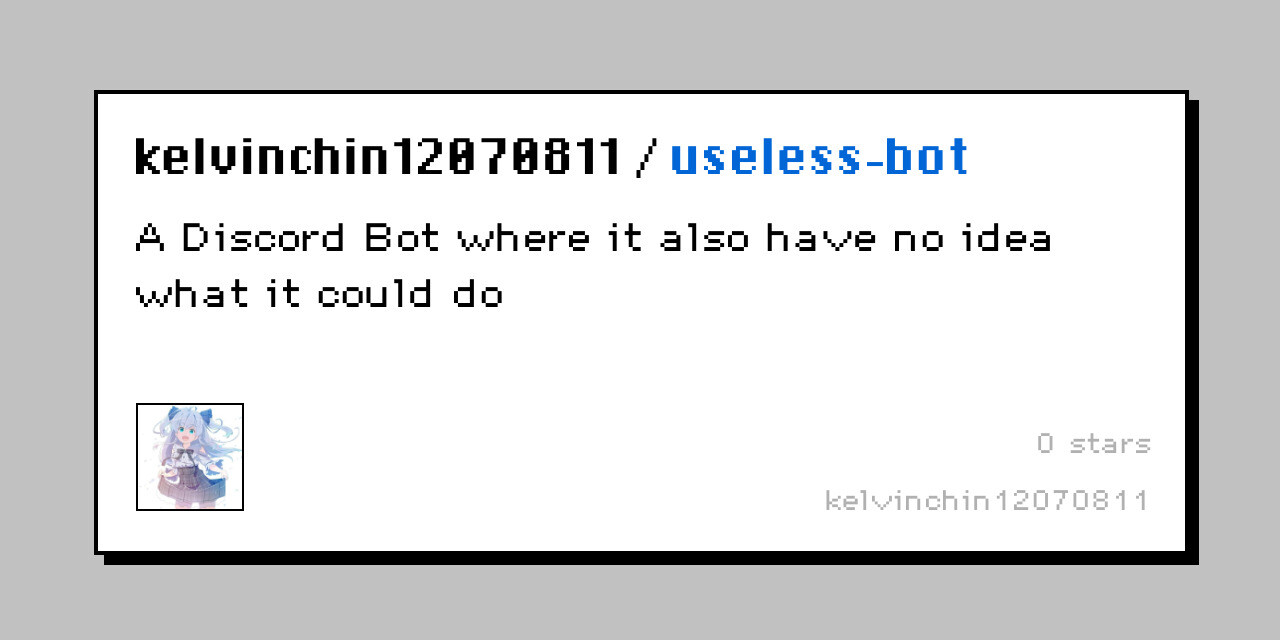 kelvinchin12070811 / useless-bot
A Discord Bot where it also have no idea
what it could do
0 stars
kelvinchin12070811